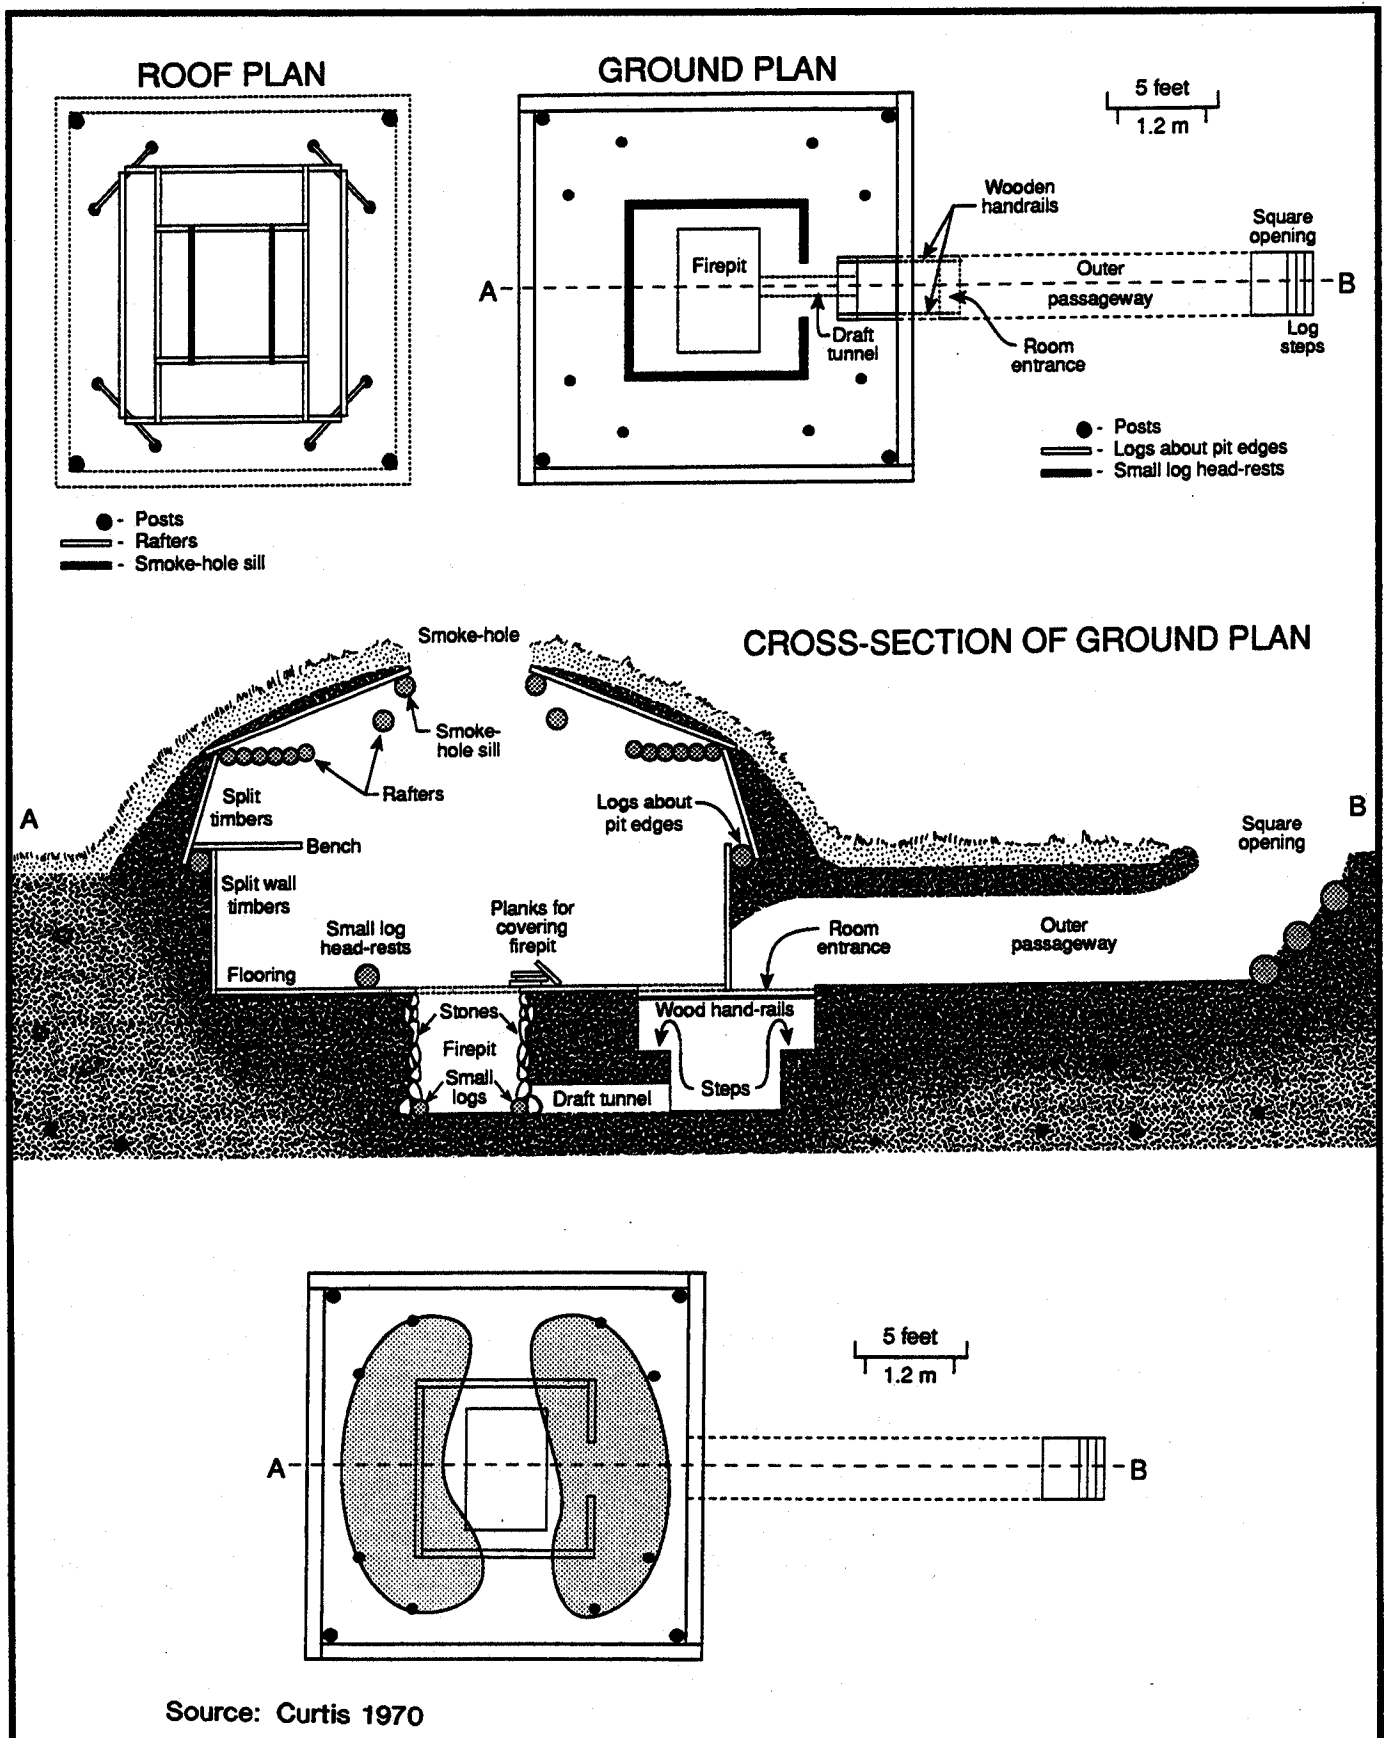 ROOF PLAN
GROUND PLAN
5 feet
1.2 m
Wooden
handrails
Square
opening
Firepit
Outer
passageway
A
B
Draft
tunnel
Room
entrance
Log
steps
- Posts
- Logs about pit edges
- Small log head-rests
- Posts
- Rafters
- Smoke-hole sill
Smoke-hole
CROSS-SECTION OF GROUND PLAN
Smoke-
hole sill
Rafters
Split
timbers
Logs about
pit edges
A
B
Square
opening
Bench
Split wall
timbers
Small log
head-rests
Planks for
covering
firepit
Room
entrance
Outer
passageway
Flooring
Stones
Wood hand-rails
Firepit
Small
logs
Draft tunnel
Steps
5 feet
1.2 m
A
B
Source: Curtis 1970